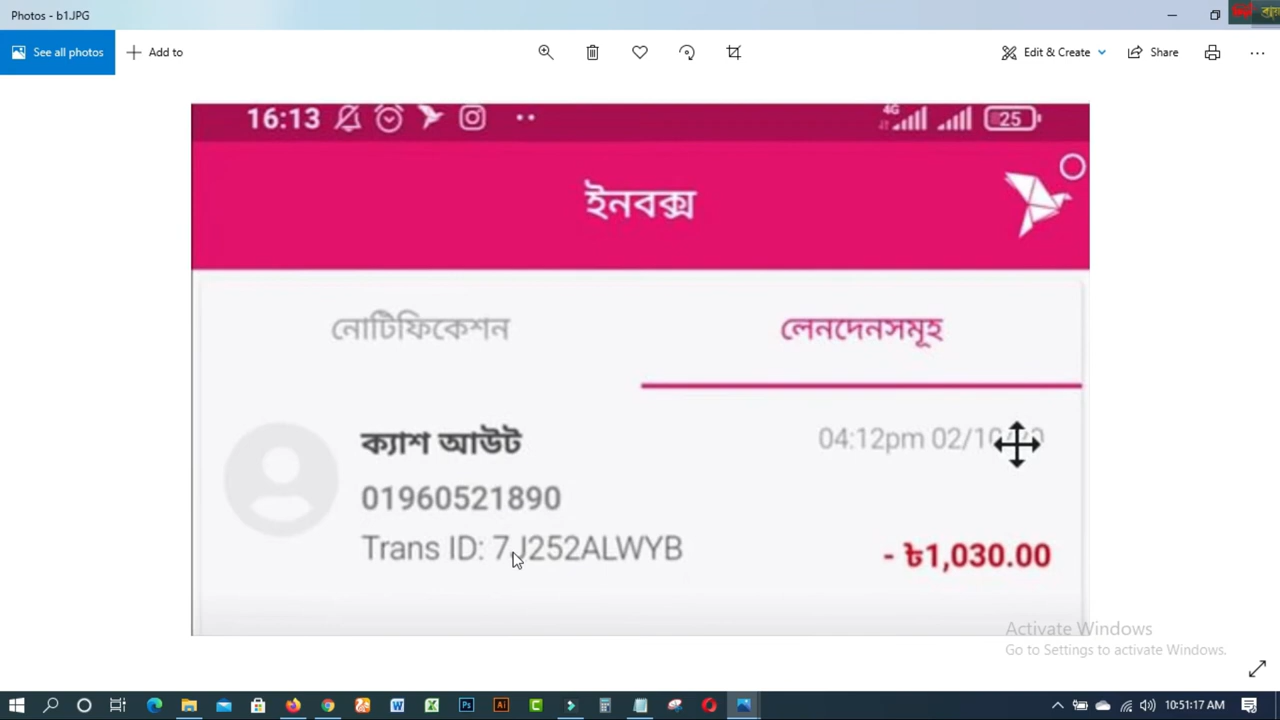 Photos - b1.JPG
See all photos
Add to
Edit & Create
Share
16:13
4G
25
ইনবক্স
নোটিফিকেশন
লেনদেনসমূহ
ক্যাশ আউট
04:12pm
01960521890
Trans ID: 7J252ALWYB
- ৳1,030.00
Activate Windows
Go to Settings to activate Windows.
10:51:17 AM